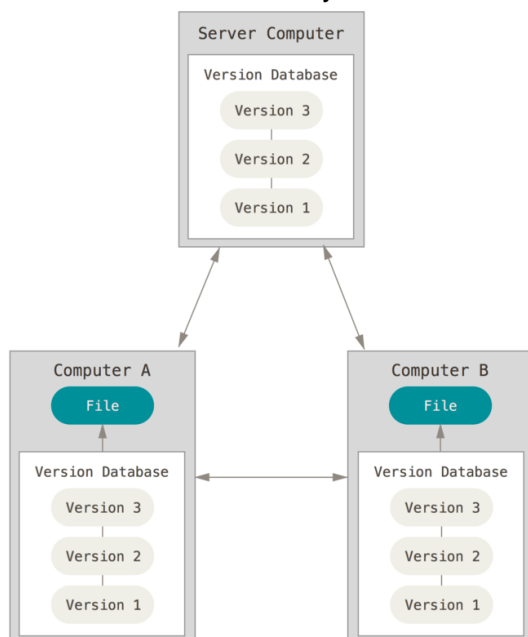 Server Computer
Version Database
Version 3
Version 2
Version 1
Computer A
File
Version Database
Version 3
Version 2
Version 1
Computer B
File
Version Database
Version 3
Version 2
Version 1